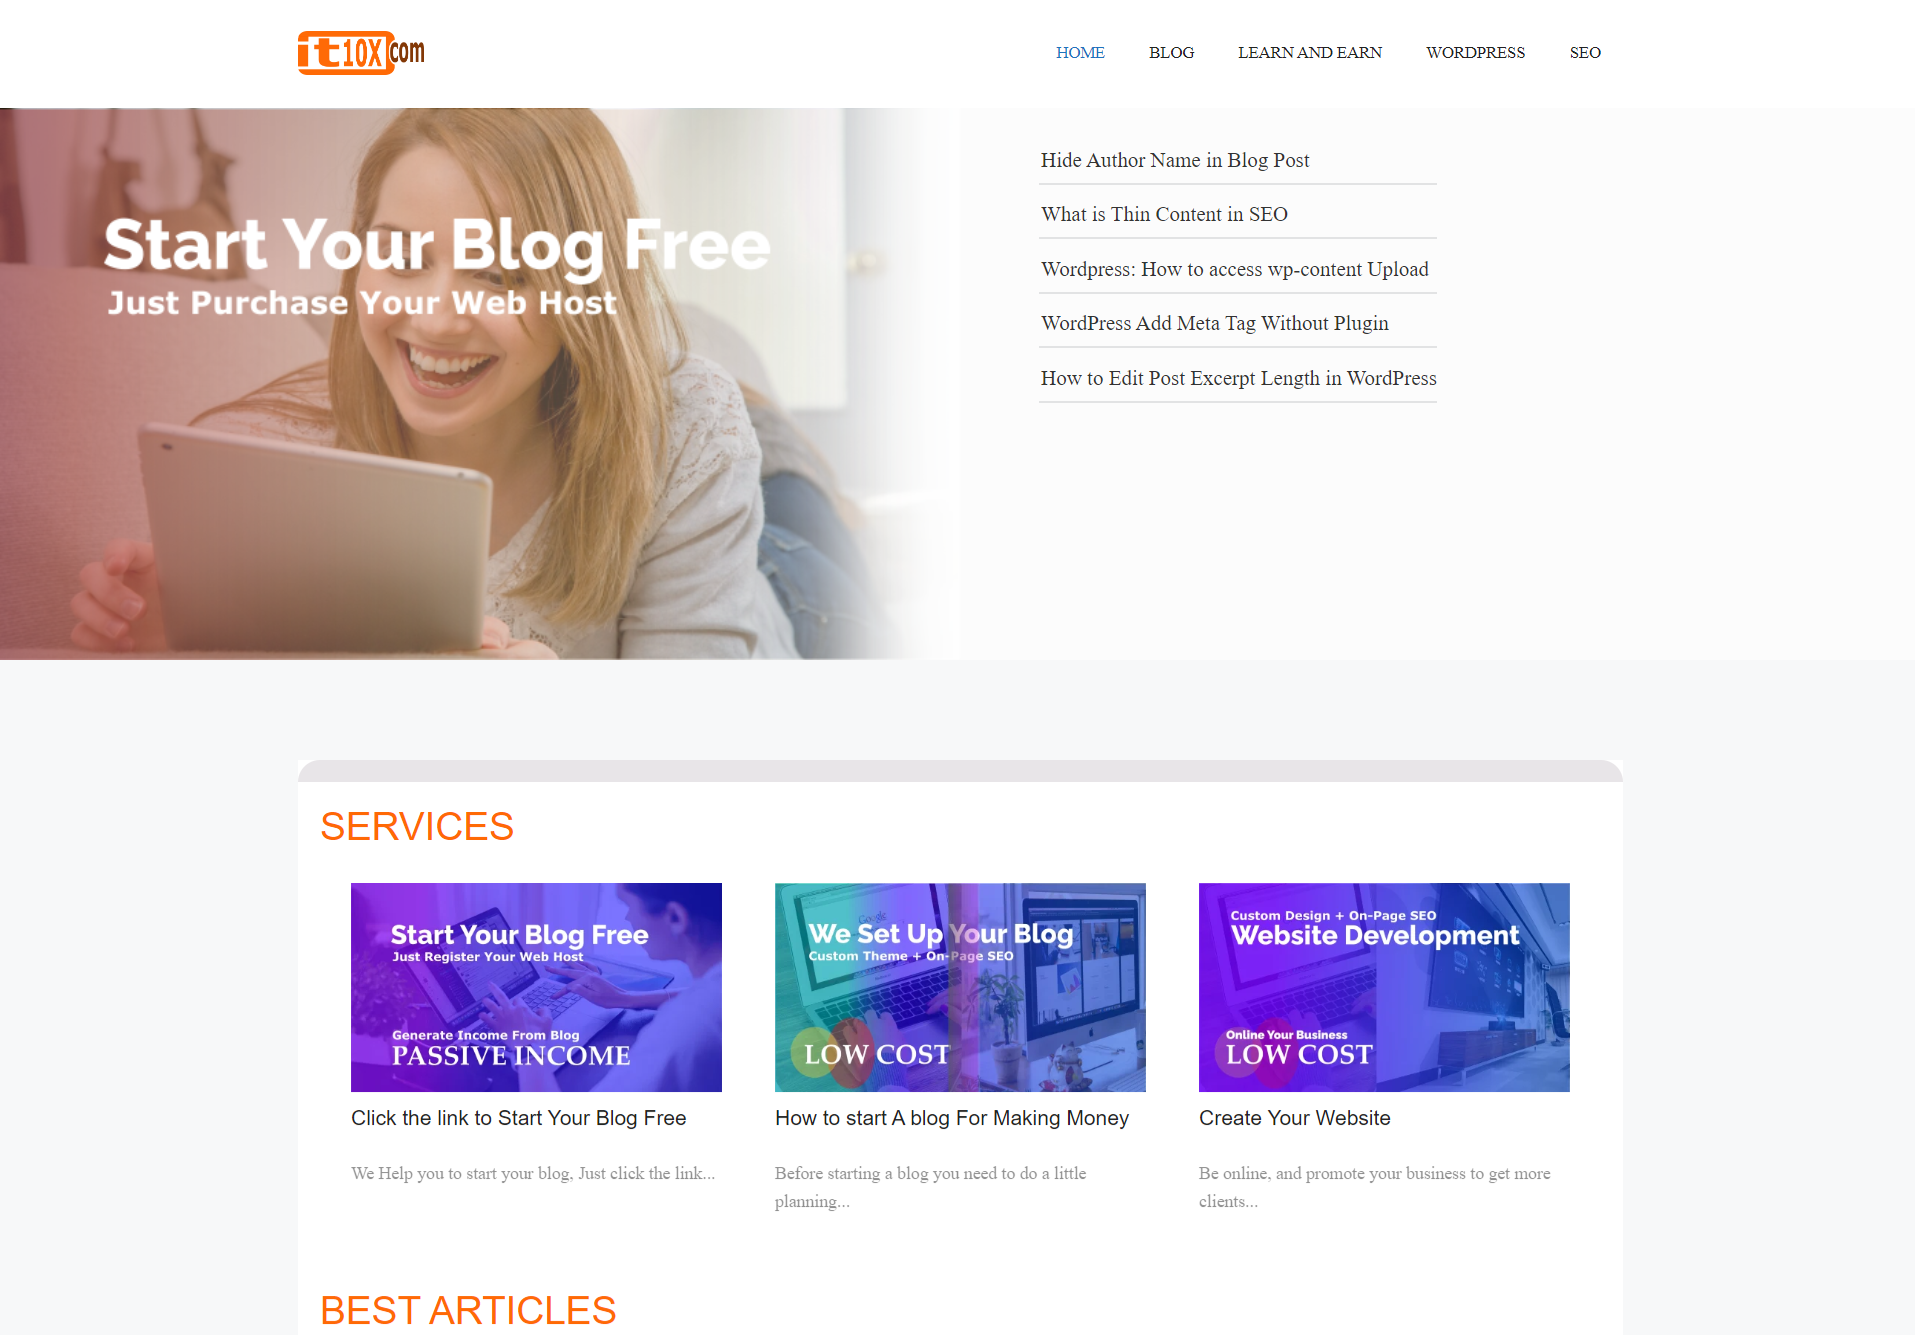 it10X.com
HOME BLOG LEARN AND EARN WORDPRESS SEO
Start Your Blog Free
Just Purchase Your Web Host
Hide Author Name in Blog Post
What is Thin Content in SEO
Wordpress: How to access wp-content Upload
WordPress Add Meta Tag Without Plugin
How to Edit Post Excerpt Length in WordPress
SERVICES
Start Your Blog Free
Just Register Your Web Host
Generate Income From Blog
PASSIVE INCOME
Click the link to Start Your Blog Free
We Help you to start your blog, Just click the link...
Google
We Set Up Your Blog
Custom Theme + On-Page SEO
LOW COST
How to start A blog For Making Money
Before starting a blog you need to do a little
planning...
Custom Design + On-Page SEO
Website Development
Online Your Business
LOW COST
Create Your Website
Be online, and promote your business to get more
clients...
BEST ARTICLES